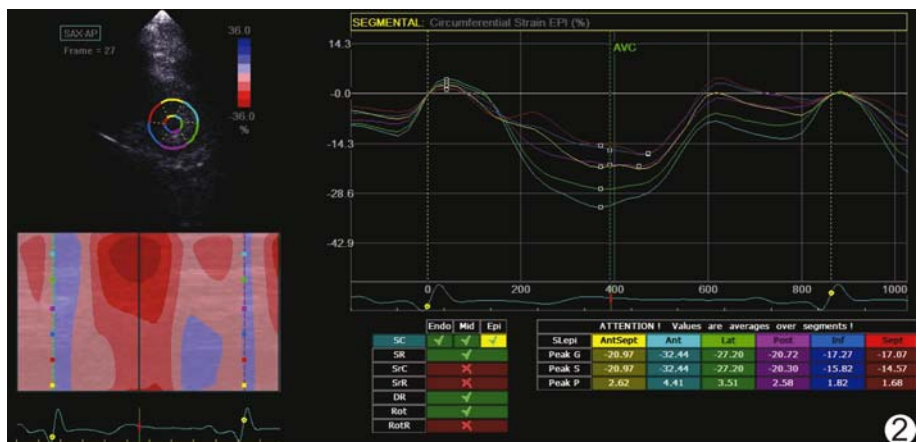 SAX-AP
Frame = 27
36.0
-36.0
%
SEGMENTAL: Circumferential Strain EPI (%)
14.3
AVC
-0.0
-14.3
-28.6
-42.9
0 200 400 600 800 1000
Endo Mid Epi
SC
SR
SrC
SrR
DR
Rot
RotR
ATTENTION ! Values are averages over segments !
SLepi AntSept Ant Lat Post Inf Sept
Peak G -20.97 -32.44 -27.20 -20.72 -17.27 -17.07
Peak S -20.97 -32.44 -27.20 -20.30 -15.82 -14.57
Peak P 2.62 4.41 3.51 2.58 1.82 1.68
2